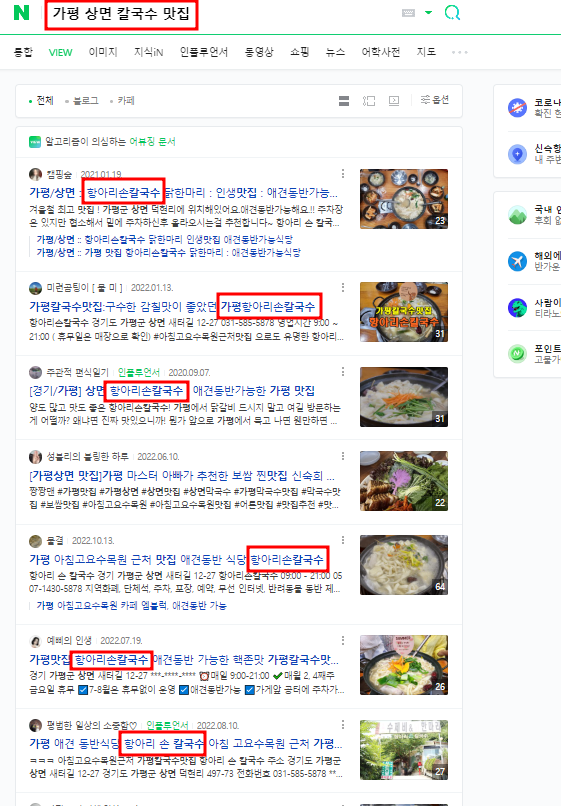 N 가평 상면 칼국수 맛집
통합 VIEW 이미지 지식iN 인플루언서 동영상 쇼핑 뉴스 어학사전 지도
전체 블로그 카페 옵션
알고리즘이 의심하는 어뷰징 문서
캠핑숲 2021.01.19.
가평/상면 :: 항아리손칼국수 닭한마리 : 인생맛집 : 애견동반가능...
겨울철 최고 맛집 ! 가평군 상면 덕현리에 위치해있어요.애견동반가능해요.!! 주차장
은 있지만 협소해서 밑에 주차하신후 올라오시는걸 추천합니다~ 항아리 손 칼국...
가평/상면 :: 항아리손칼국수 닭한마리 인생맛집 애견동반가능식당
가평/상면 :: 가평 맛집 항아리손칼국수 닭한마리 : 애견동반가능식당
23
미련곰팅이 [ 몰 미 ] 2022.01.13.
가평칼국수맛집:구수한 감칠맛이 좋았던 가평항아리손칼국수
항아리손칼국수 경기도 가평군 상면 새터길 12-27 031-585-5878 영업시간 9:00 ~
21:00 ( 휴무일은 매장으로 확인) #아침고요수목원근처맛집 으로도 유명한 항아리...
가평칼국수맛집
항아리손칼국수
31
주관적 편식일기 인플루언서 2020.09.07.
[경기/가평] 상면 항아리손칼국수 애견동반가능한 가평 맛집
양도 많고 맛도 좋은 항아리손칼국수! 가평에서 닭갈비 드시지 말고 여길 방문하는
게 어떨까? 왜냐면 진짜 맛있으니까! 뭔가 앞으로 가평에서 묵고 나면 웬만하면 ...
31
성블리의 블링한 하루 2022.06.10.
[가평상면 맛집]가평 마스터 아빠가 추천한 보쌈 찐맛집 신숙희 ...
짱짱맨 #가평맛집 #가평상면 #상면맛집 #상면막국수 #가평막국수맛집 #막국수맛
집 #보쌈맛집 #아침고요수목원 #아침고요수목원맛집 #어른맛집 #맛집추천 #맛...
22
물결 2022.10.13.
가평 아침고요수목원 근처 맛집 애견동반 식당 항아리손칼국수
항아리 손 칼국수 경기 가평군 상면 새터길 12-27 항아리손칼국수 09:00 - 21:00 050
7-1430-5878 지역화폐, 단체석, 주차, 포장, 예약, 무선 인터넷, 반려동물 동반 제...
가평 아침고요수목원 카페 엠블럭, 애견동반 가능
64
예삐의 인생 2022.07.19.
가평맛집 항아리손칼국수 애견동반 가능한 핵존맛 가평칼국수맛...
경기 가평군 상면 새터길 12-27 ***-****-**** 매일 9:00-21:00 매월 2, 4째주
금요일 휴무 7-8월은 휴무없이 운영 애견동반가능 가게앞 공터에 주차가...
26
평범한 일상의 소중함♡ 인플루언서 2022.08.10.
가평 애견 동반식당 항아리 손 칼국수 아침 고요수목원 근처 가평...
ㅋㅋㅋ 아침고요수목원근처 가평칼국수맛집 항아리손 칼국수 주소 경기도 가평군
상면 새터길 12-27 경기도 가평군 상면 덕현리 497-73 전화번호 031-585-5878 **...
27
코로나
확진 현
신속항
내 주변
국내 
후회 없
해외에
반가운
사람이
티라노
포인트
고물가